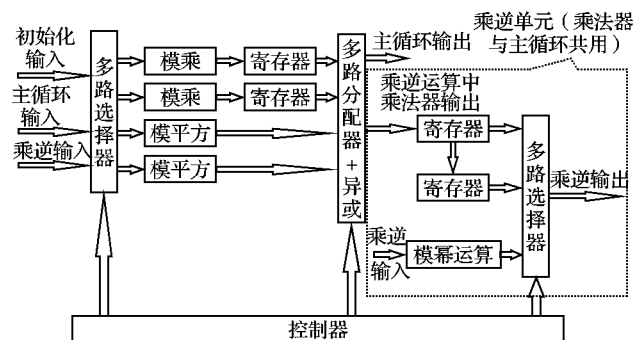 乘逆单元（乘法器
与主循环共用）
初始化
输入
主循环
输入
乘逆输入
多路选择器
模乘
寄存器
模乘
寄存器
模平方
模平方
多路分配器+异或
主循环输出
乘逆运算中
乘法器输出
寄存器
寄存器
乘逆
输入
模幂运算
多路选择器
乘逆输出
控制器